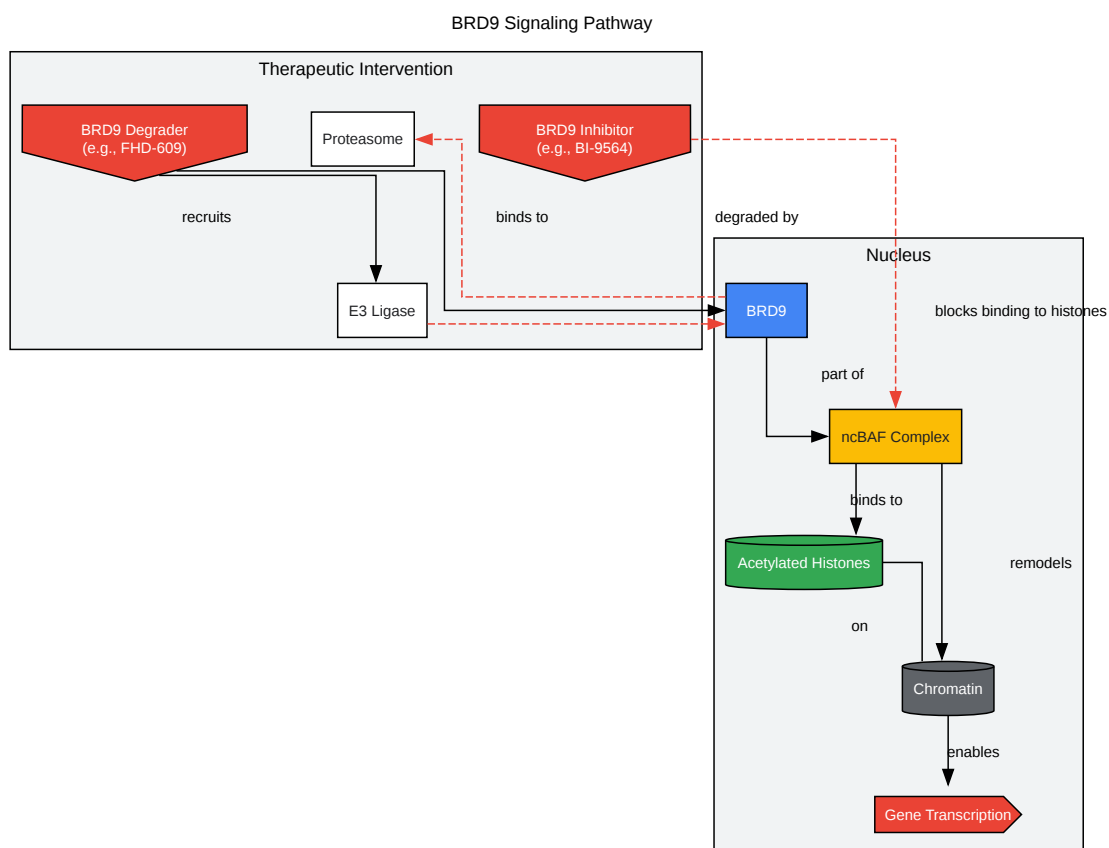 BRD9 Signaling Pathway
Therapeutic Intervention
BRD9 Degrader
(e.g., FHD-609)
Proteasome
BRD9 Inhibitor
(e.g., BI-9564)
recruits
binds to
degraded by
Nucleus
E3 Ligase
BRD9
blocks binding to histones
part of
ncBAF Complex
binds to
Acetylated Histones
remodels
on
Chromatin
enables
Gene Transcription